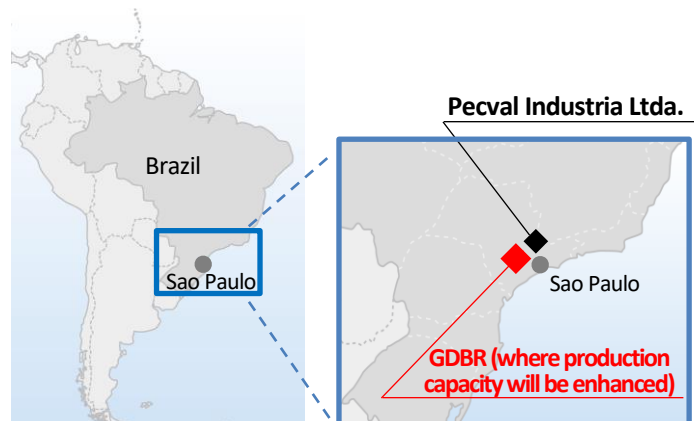 Brazil
Sao Paulo
Pecval Industria Ltda.
Sao Paulo
GDBR (where production
capacity will be enhanced)